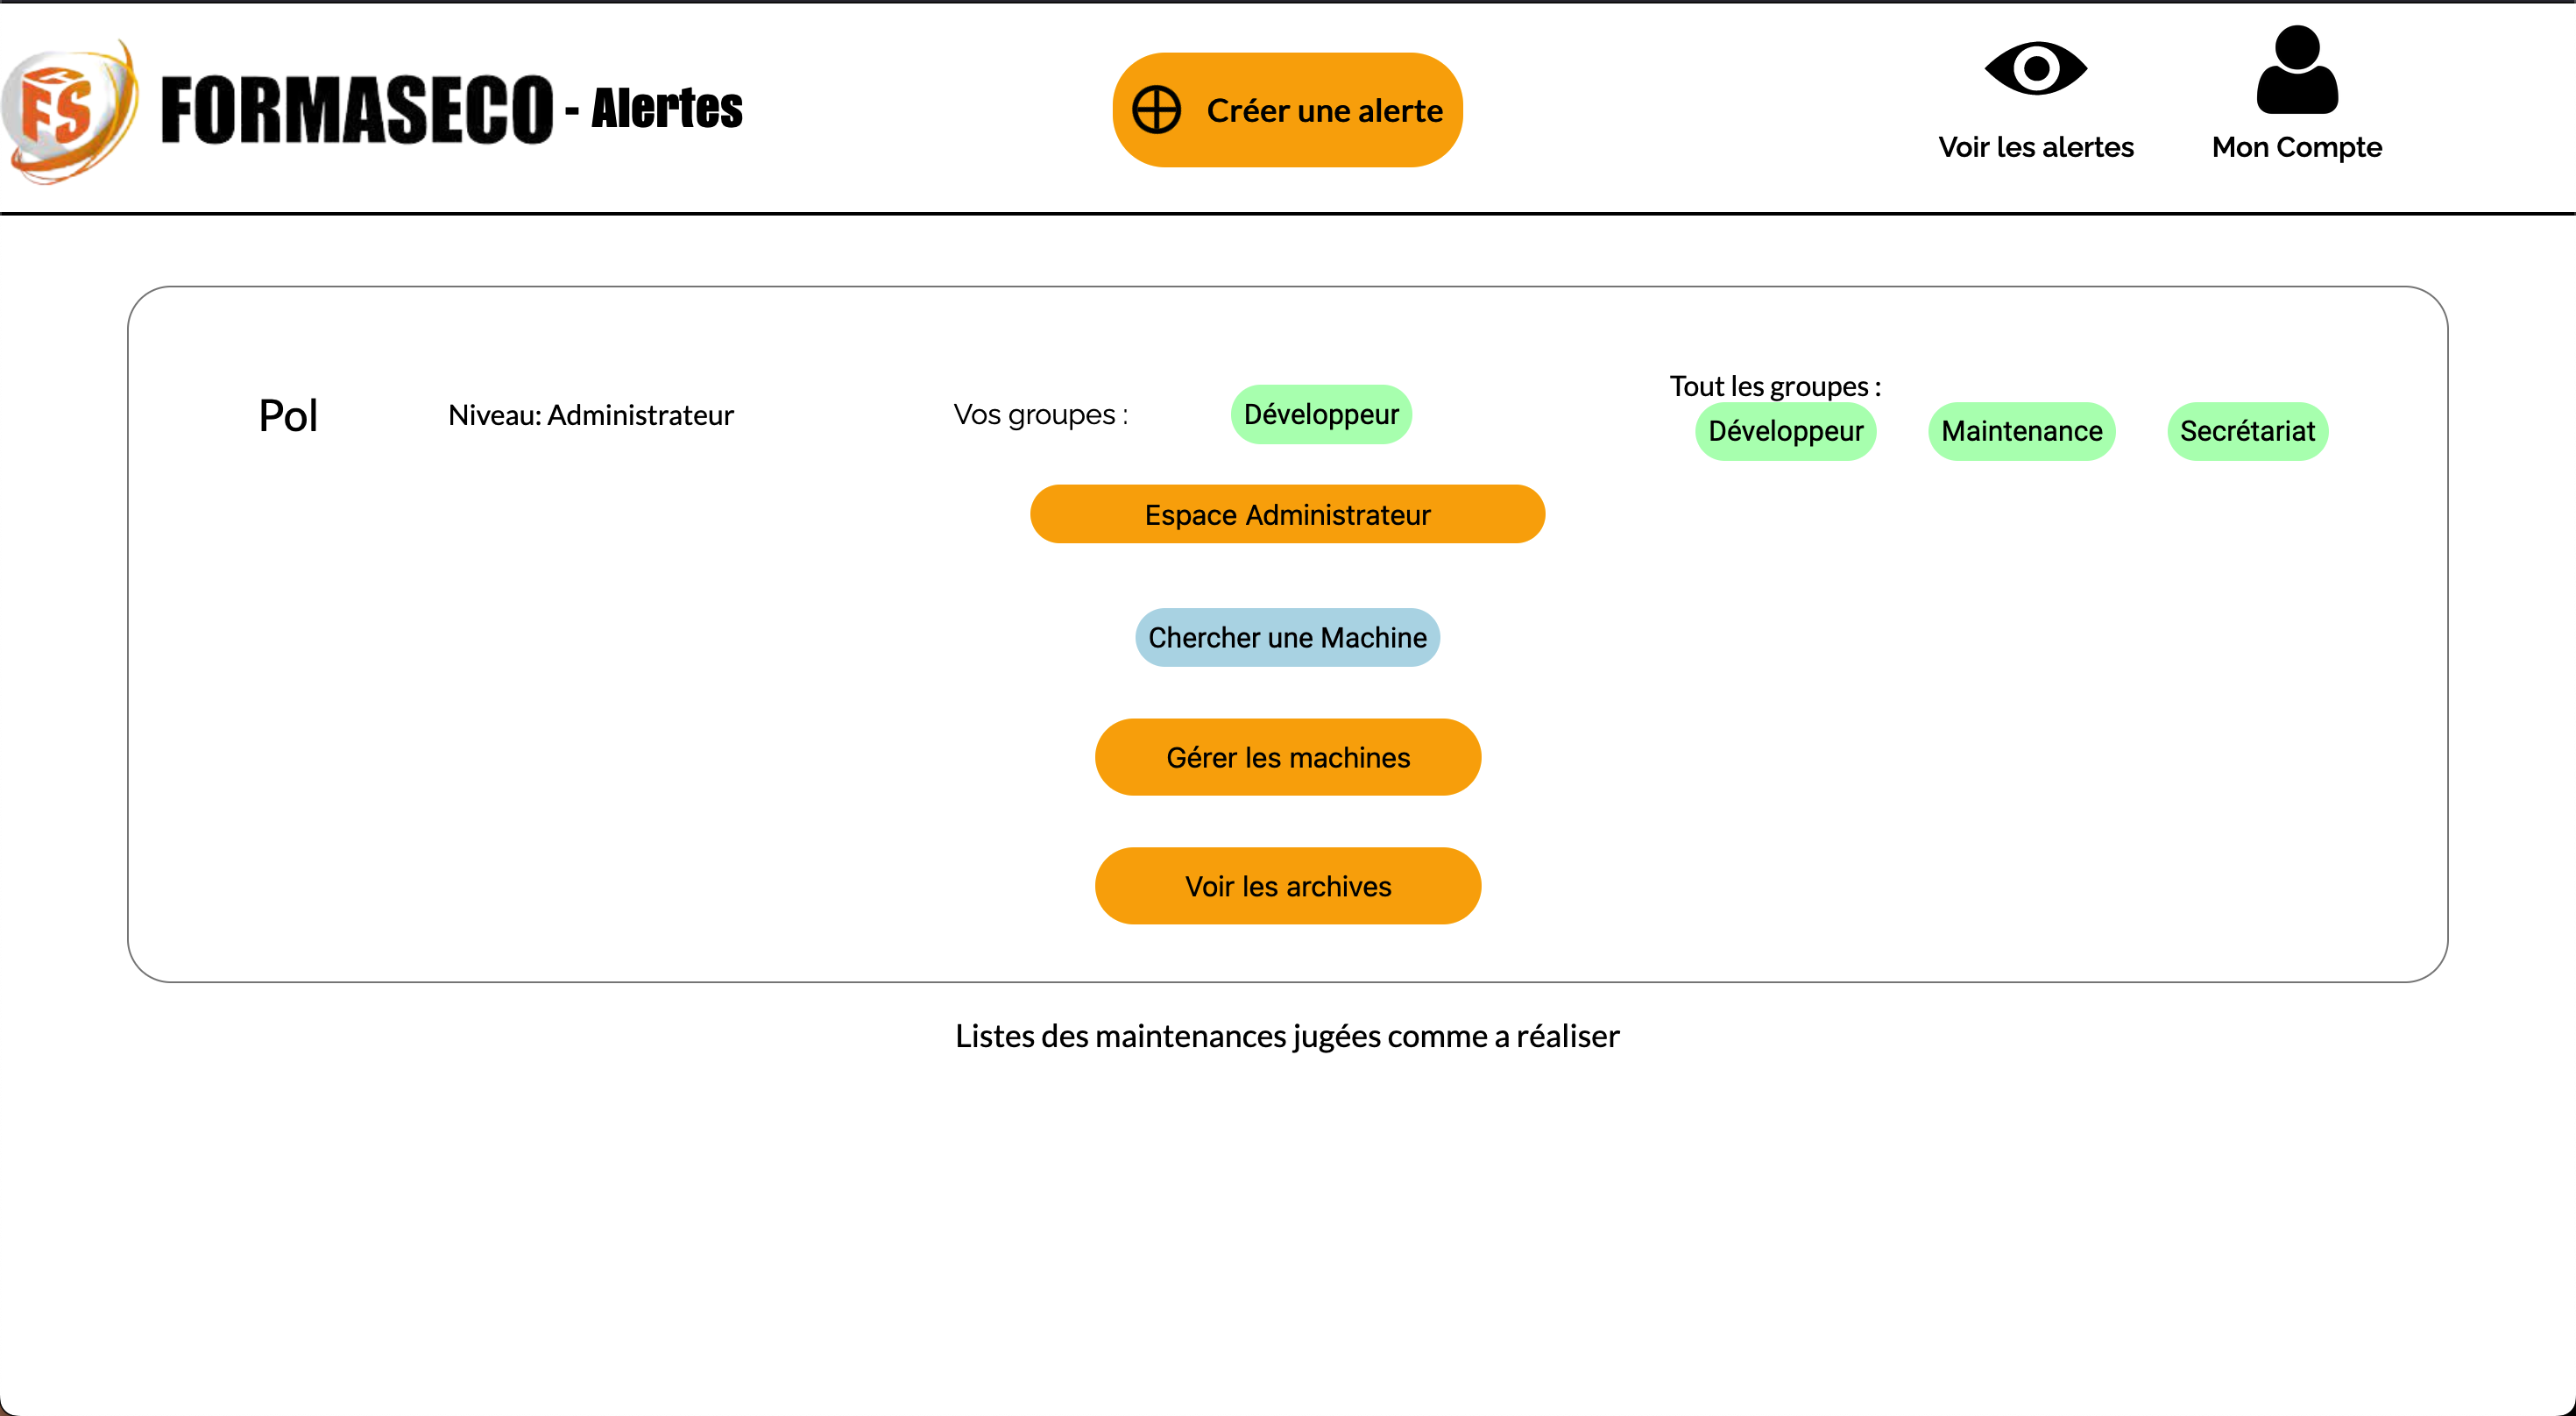 FS
FORMASECO - Alertes
Créer une alerte
Voir les alertes
Mon Compte
Pol
Niveau: Administrateur
Vos groupes :
Développeur
Tout les groupes :
Développeur
Maintenance
Secrétariat
Espace Administrateur
Chercher une Machine
Gérer les machines
Voir les archives
Listes des maintenances jugées comme a réaliser